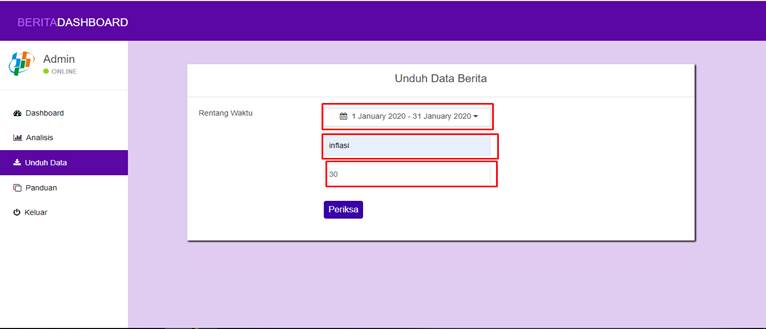 BERITADASHBOARD
Admin
ONLINE
Dashboard
Analisis
Unduh Data
Panduan
Keluar
Unduh Data Berita
Rentang Waktu
1 January 2020 - 31 January 2020
inflasi
30
Periksa